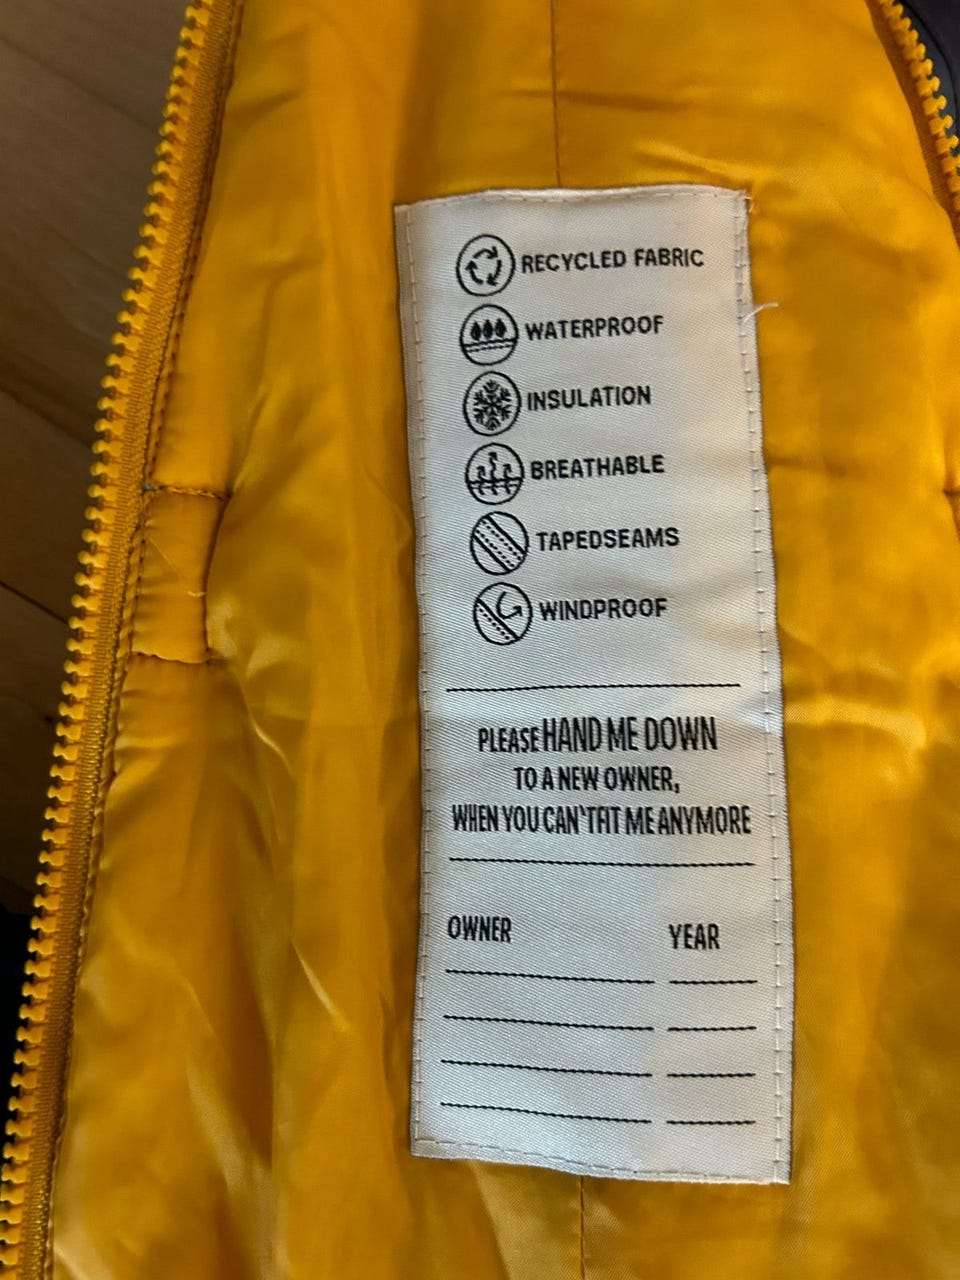 RECYCLED FABRIC
WATERPROOF
INSULATION
BREATHABLE
TAPEDSEAMS
WINDPROOF
PLEASE HAND ME DOWN
TO A NEW OWNER,
WHEN YOU CAN'TFIT ME ANYMORE
OWNER YEAR